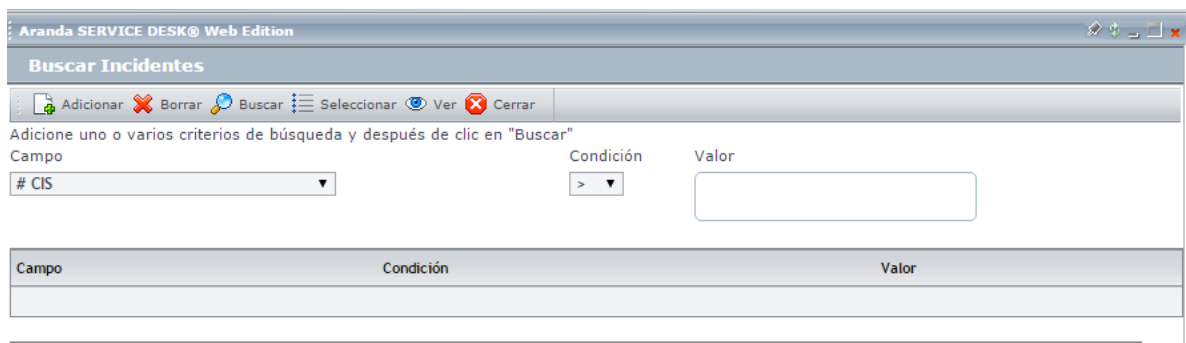 Aranda SERVICE DESK® Web Edition
Buscar Incidentes
Adicionar Borrar Buscar Seleccionar Ver Cerrar
Adicione uno o varios criterios de búsqueda y después de clic en "Buscar"
Campo Condición Valor
# CIS >
Campo Condición Valor